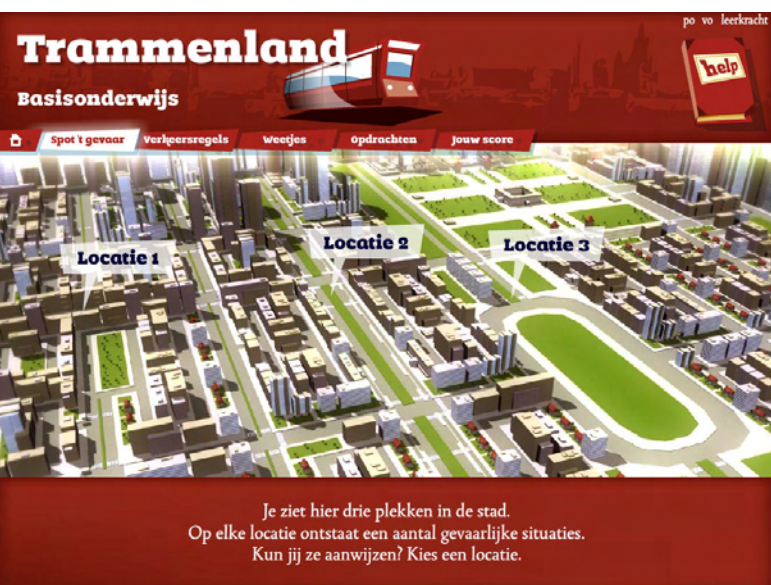 po vo leerkracht
Trammenland
help
Basisonderwijs
Spot 't gevaar Verkeersregels Weetjes Opdrachten Jouw score
Locatie 1
Locatie 2
Locatie 3
Je ziet hier drie plekken in de stad.
Op elke locatie ontstaat een aantal gevaarlijke situaties.
Kun jij ze aanwijzen? Kies een locatie.